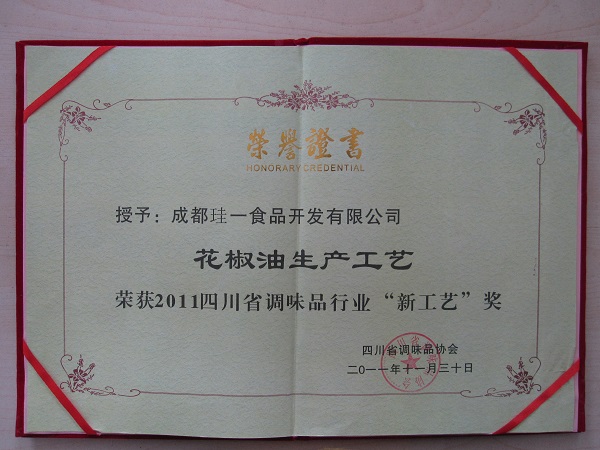 榮譽證書
HONORARY CREDENTIAL
授予：成都珪一食品开发有限公司
花椒油生产工艺
荣获2011四川省调味品行业“新工艺”奖
四川省调味品协会
二〇一一年十一月三十日